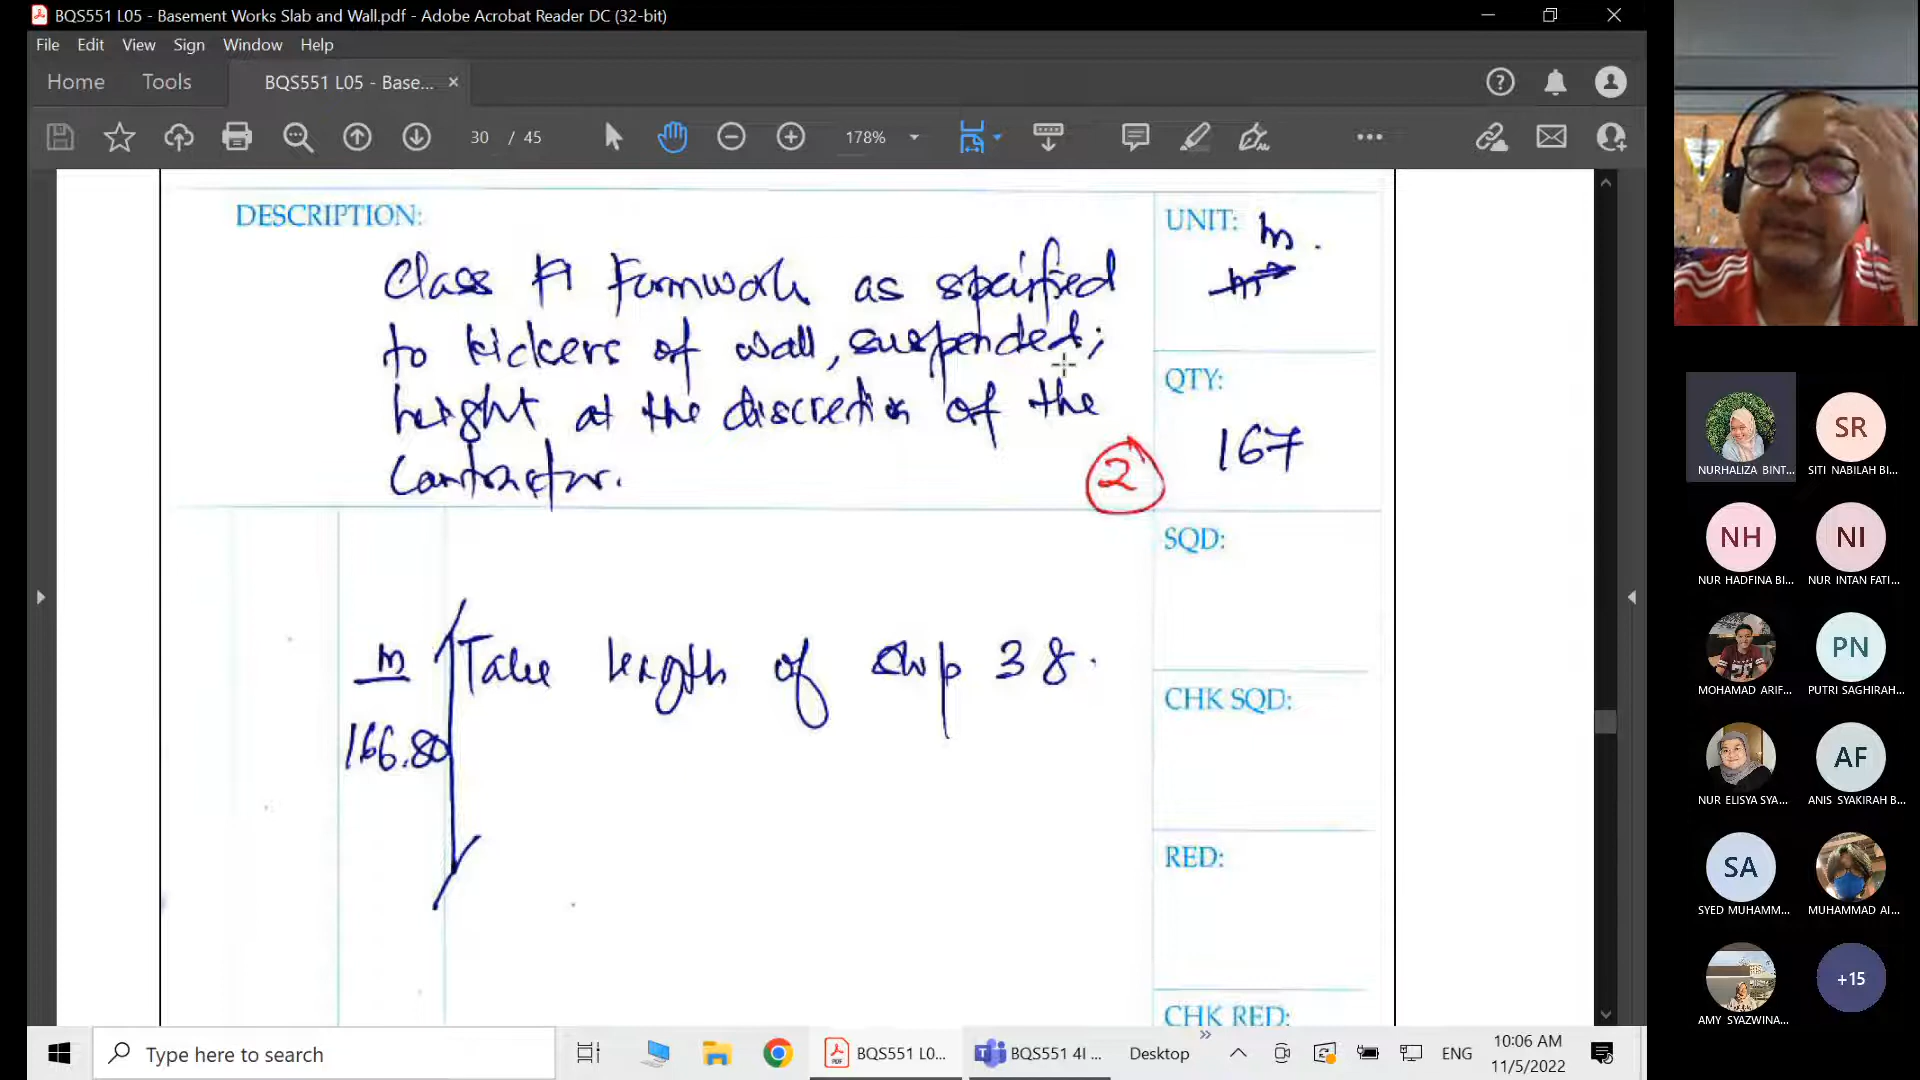 BQS551 L05 - Basement Works Slab and Wall.pdf - Adobe Acrobat Reader DC (32-bit)
File Edit View Sign Window Help
Home Tools BQS551 L05 - Base... ×
30 / 45 178%
DESCRIPTION:
Class F1 Formwork as specified
to kickers of wall, suspended;
height at the discretion of the
Contractor.
2
UNIT: m.
m²
QTY:
167
SQD:
CHK SQD:
RED:
CHK RED:
m Take length of slip 38.
166.80
NURHALIZA BINT...
SR
SITI NABILAH BI...
NH
NUR HADFINA BI...
NI
NUR INTAN FATI...
MOHAMAD ARIF...
PN
PUTRI SAGHIRAH...
NUR ELISYA SYA...
AF
ANIS SYAKIRAH B...
SA
SYED MUHAMM...
MUHAMMAD AI...
AMY SYAZWINA...
+15
Type here to search
BQS551 L0...
BQS551 4I ...
Desktop
ENG
10:06 AM
11/5/2022